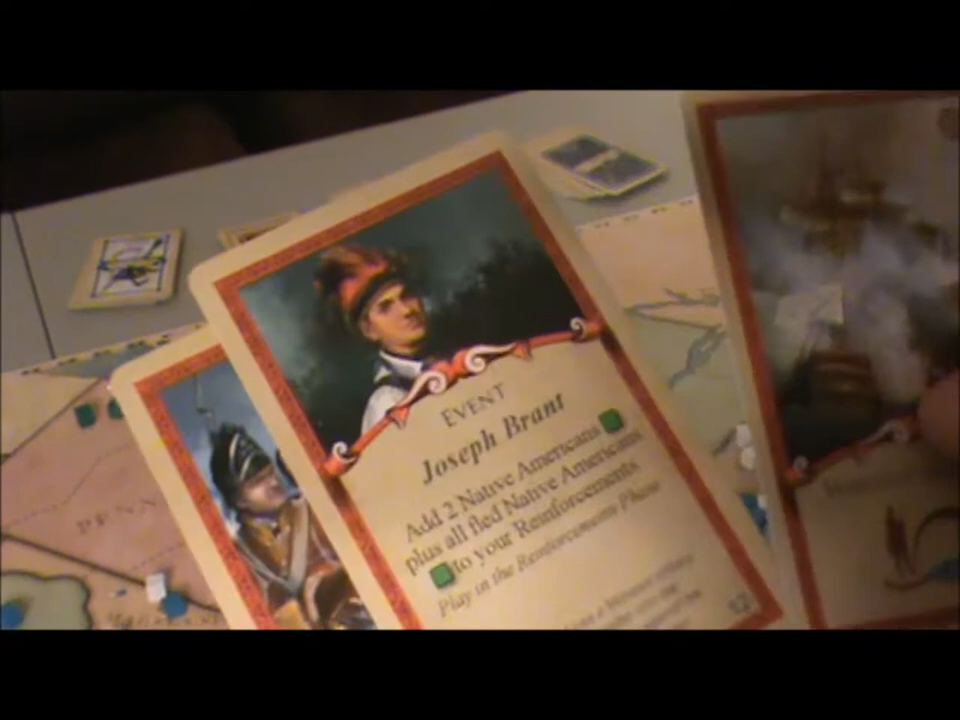 EVENT
Joseph Brant
Add 2 Native Americans
plus all fled Native Americans
to your Reinforcements
Play in the Reinforcements Phase
12
PENN